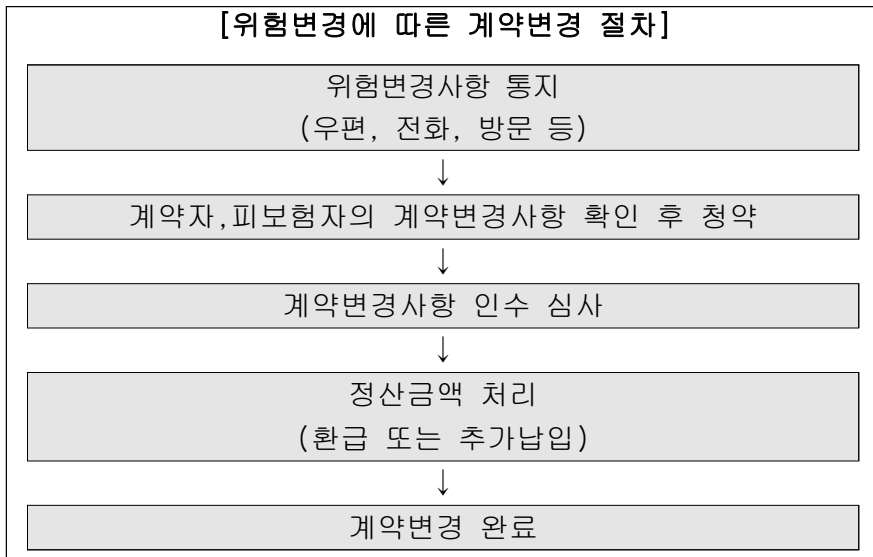 [위험변경에 따른 계약변경 절차]
위험변경사항 통지
(우편, 전화, 방문 등)
↓
계약자,피보험자의 계약변경사항 확인 후 청약
↓
계약변경사항 인수 심사
↓
정산금액 처리
(환급 또는 추가납입)
↓
계약변경 완료